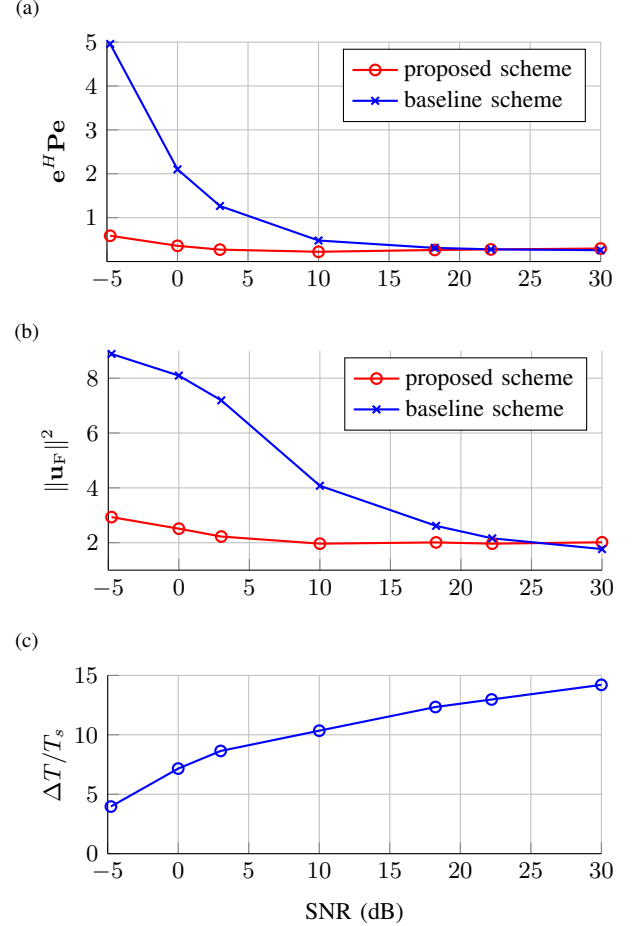 (a)
5
4
3
2
1
e^H Pe
proposed scheme
baseline scheme
−5 0 5 10 15 20 25 30
(b)
8
6
4
2
‖u_F‖^2
proposed scheme
baseline scheme
−5 0 5 10 15 20 25 30
(c)
15
10
5
0
ΔT/T_s
−5 0 5 10 15 20 25 30
SNR (dB)